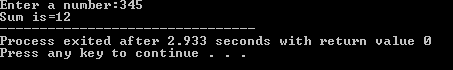 Enter a number:345
Sum is=12
--------------------------------
Process exited after 2.933 seconds with return value 0
Press any key to continue . . .